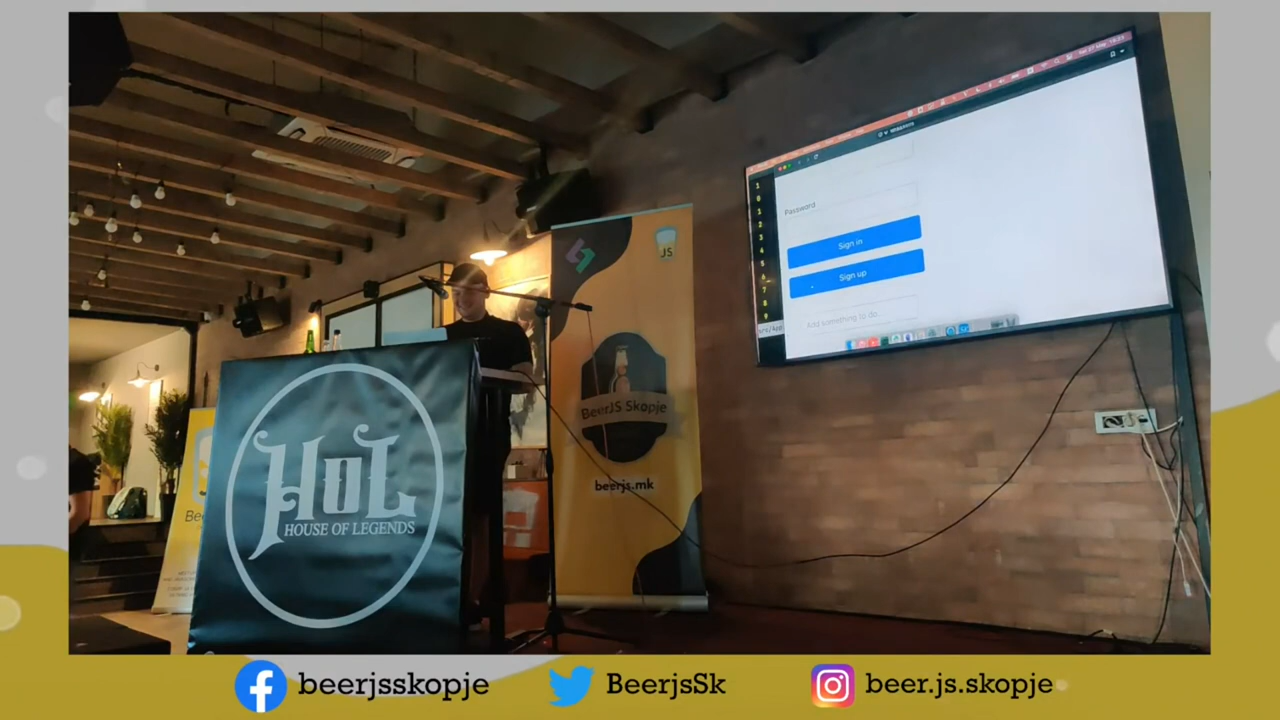 Password
Sign in
Sign up
Add something to do.
JS
BeerJS Skopje
beerjs.mk
Bee
HOL
HOUSE OF LEGENDS
beerjsskopje
BeerjsSk
beer.js.skopje